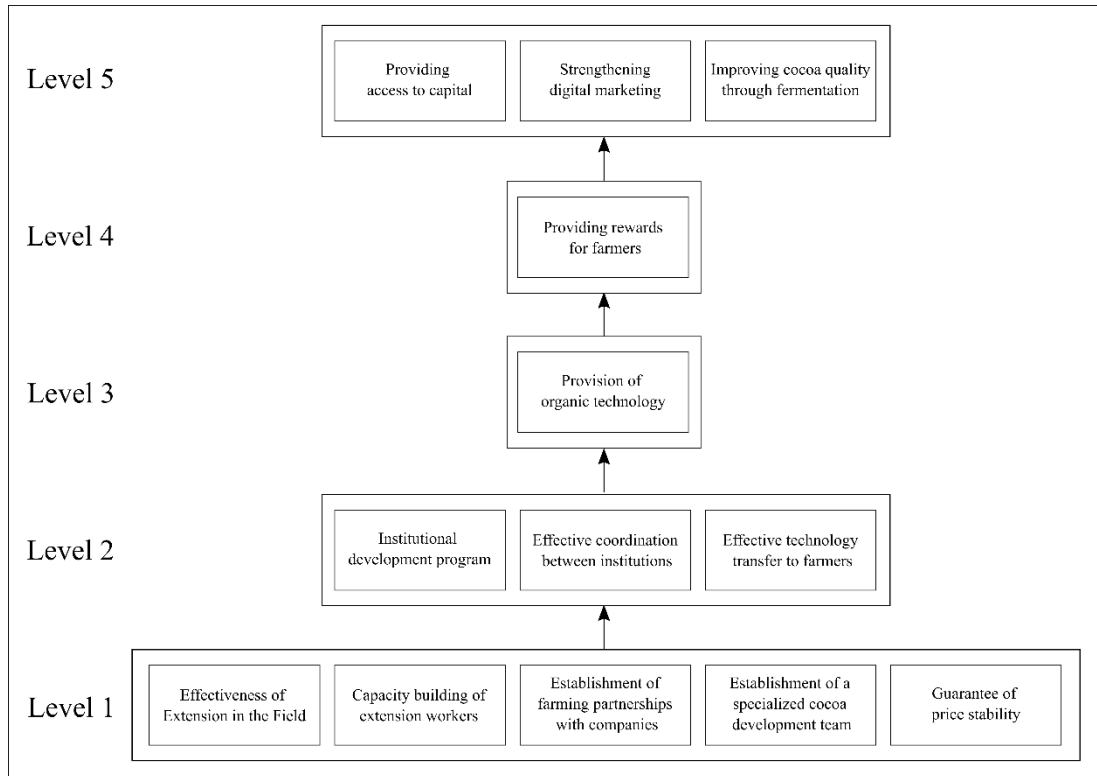 Level 5
Providing
access to capital
Strengthening
digital marketing
Improving cocoa quality
through fermentation
Level 4
Providing rewards
for farmers
Level 3
Provision of
organic technology
Level 2
Institutional
development program
Effective coordination
between institutions
Effective technology
transfer to farmers
Level 1
Effectiveness of
Extension in the Field
Capacity building of
extension workers
Establishment of
farming partnerships
with companies
Establishment of a
specialized cocoa
development team
Guarantee of
price stability